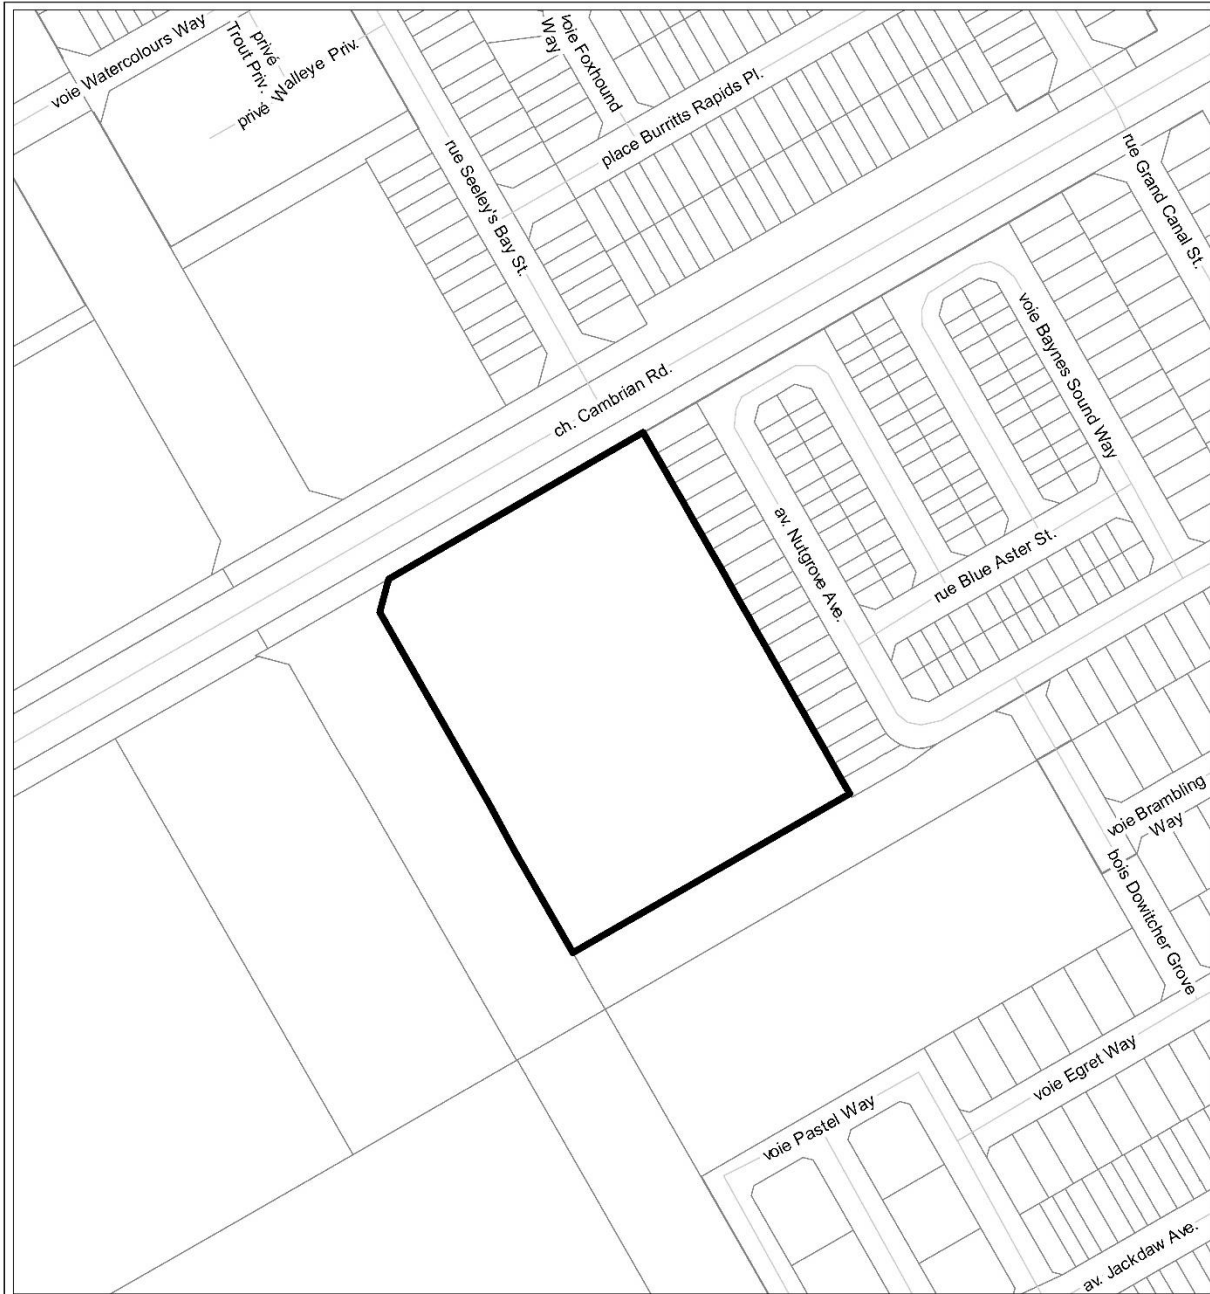 voie Watercolours Way
privé
Trout Priv.
privé Walleye Priv.
voie Foxhound
Way
place Burritts Rapids Pl.
rue Seeley's Bay St.
rue Grand Canal St.
voie Baynes Sound Way
ch. Cambrian Rd.
av. Nutgrove Ave.
rue Blue Aster St.
voie Brambling
Way
bois Dowitcher Grove
voie Egret Way
voie Pastel Way
av. Jackdaw Ave.